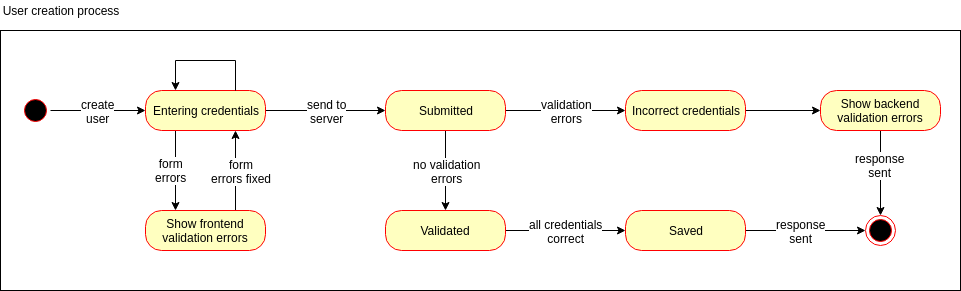 User creation process
create
user
Entering credentials
send to
server
Submitted
validation
errors
Incorrect credentials
Show backend
validation errors
form
errors
form
errors fixed
no validation
errors
response
sent
Show frontend
validation errors
Validated
all credentials
correct
Saved
response
sent